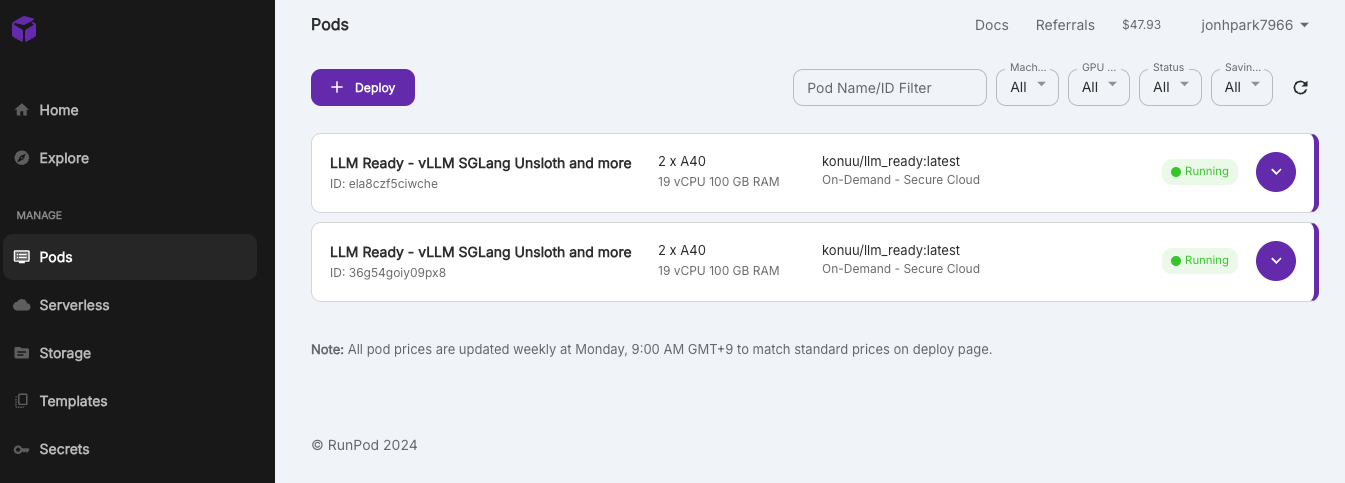 Pods
Docs Referrals $47.93 jonhpark7966
Home
Explore
MANAGE
Pods
Serverless
Storage
Templates
Secrets
+ Deploy
Pod Name/ID Filter
Mach... All
GPU ... All
Status All
Savin... All
LLM Ready - vLLM SGLang Unsloth and more
ID: ela8czf5ciwche
2 x A40
19 vCPU 100 GB RAM
konuu/llm_ready:latest
On-Demand - Secure Cloud
Running
LLM Ready - vLLM SGLang Unsloth and more
ID: 36g54goiy09px8
2 x A40
19 vCPU 100 GB RAM
konuu/llm_ready:latest
On-Demand - Secure Cloud
Running
Note: All pod prices are updated weekly at Monday, 9:00 AM GMT+9 to match standard prices on deploy page.
© RunPod 2024